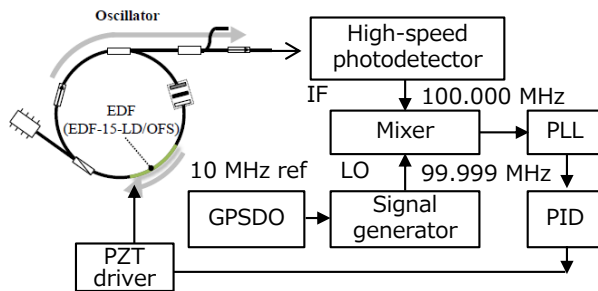 Oscillator
High-speed
photodetector
EDF
(EDF-15-LD/OFS)
IF
100.000 MHz
Mixer
PLL
10 MHz ref
LO
99.999 MHz
GPSDO
Signal
generator
PID
PZT
driver